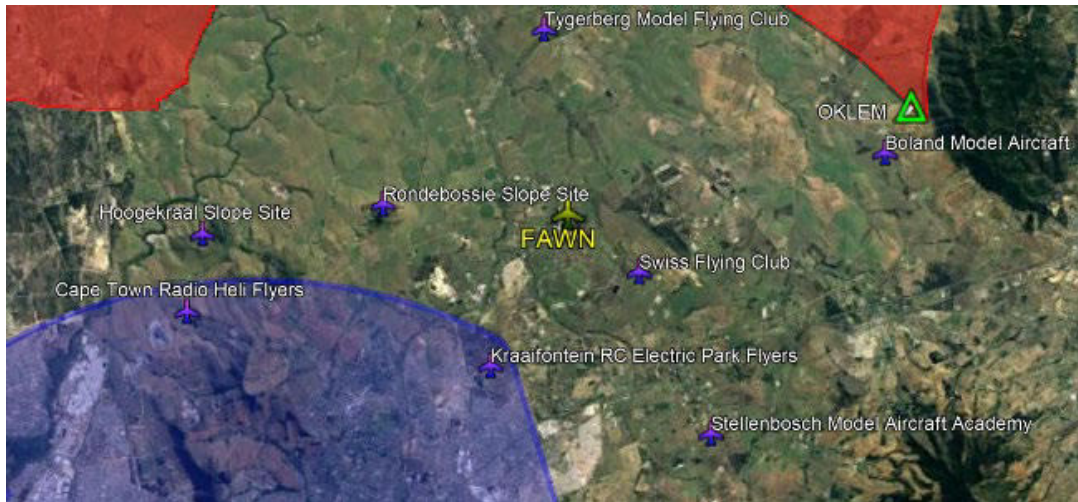 Tygerberg Model Flying Club
OKLEM
Boland Model Aircraft
Rondebossie Slope Site
Hoogekraal Slope Site
FAWN
Swiss Flying Club
Cape Town Radio Heli Flyers
Kraaifontein RC Electric Park Flyers
Stellenbosch Model Aircraft Academy